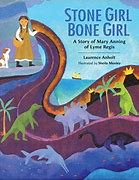 STONE GIRL
BONE GIRL
A Story of Mary Anning
of Lyme Regis
Laurence Anholt
Illustrated by Sheila Moxley